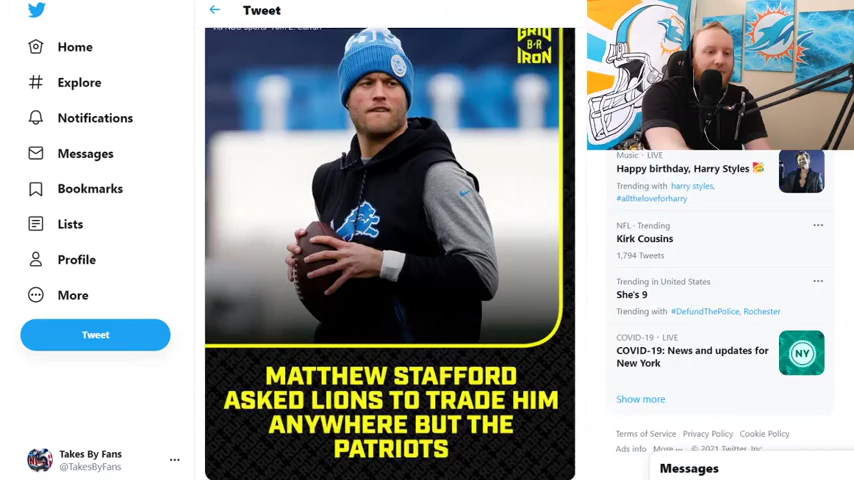 Tweet
Home
Explore
Notifications
Messages
Bookmarks
Lists
Profile
More
Tweet
Takes By Fans
@TakesByFans
GRID
B/R
IRON
MATTHEW STAFFORD
ASKED LIONS TO TRADE HIM
ANYWHERE BUT THE
PATRIOTS
Music · LIVE
Happy birthday, Harry Styles
Trending with harry styles,
#alltheloveforharry
NFL · Trending
Kirk Cousins
1,794 Tweets
Trending in United States
She's 9
Trending with #DefundThePolice, Rochester
COVID-19 · LIVE
COVID-19: News and updates for
New York
NY
Show more
Terms of Service Privacy Policy Cookie Policy
Ads info More © 2021 Twitter, Inc.
Messages